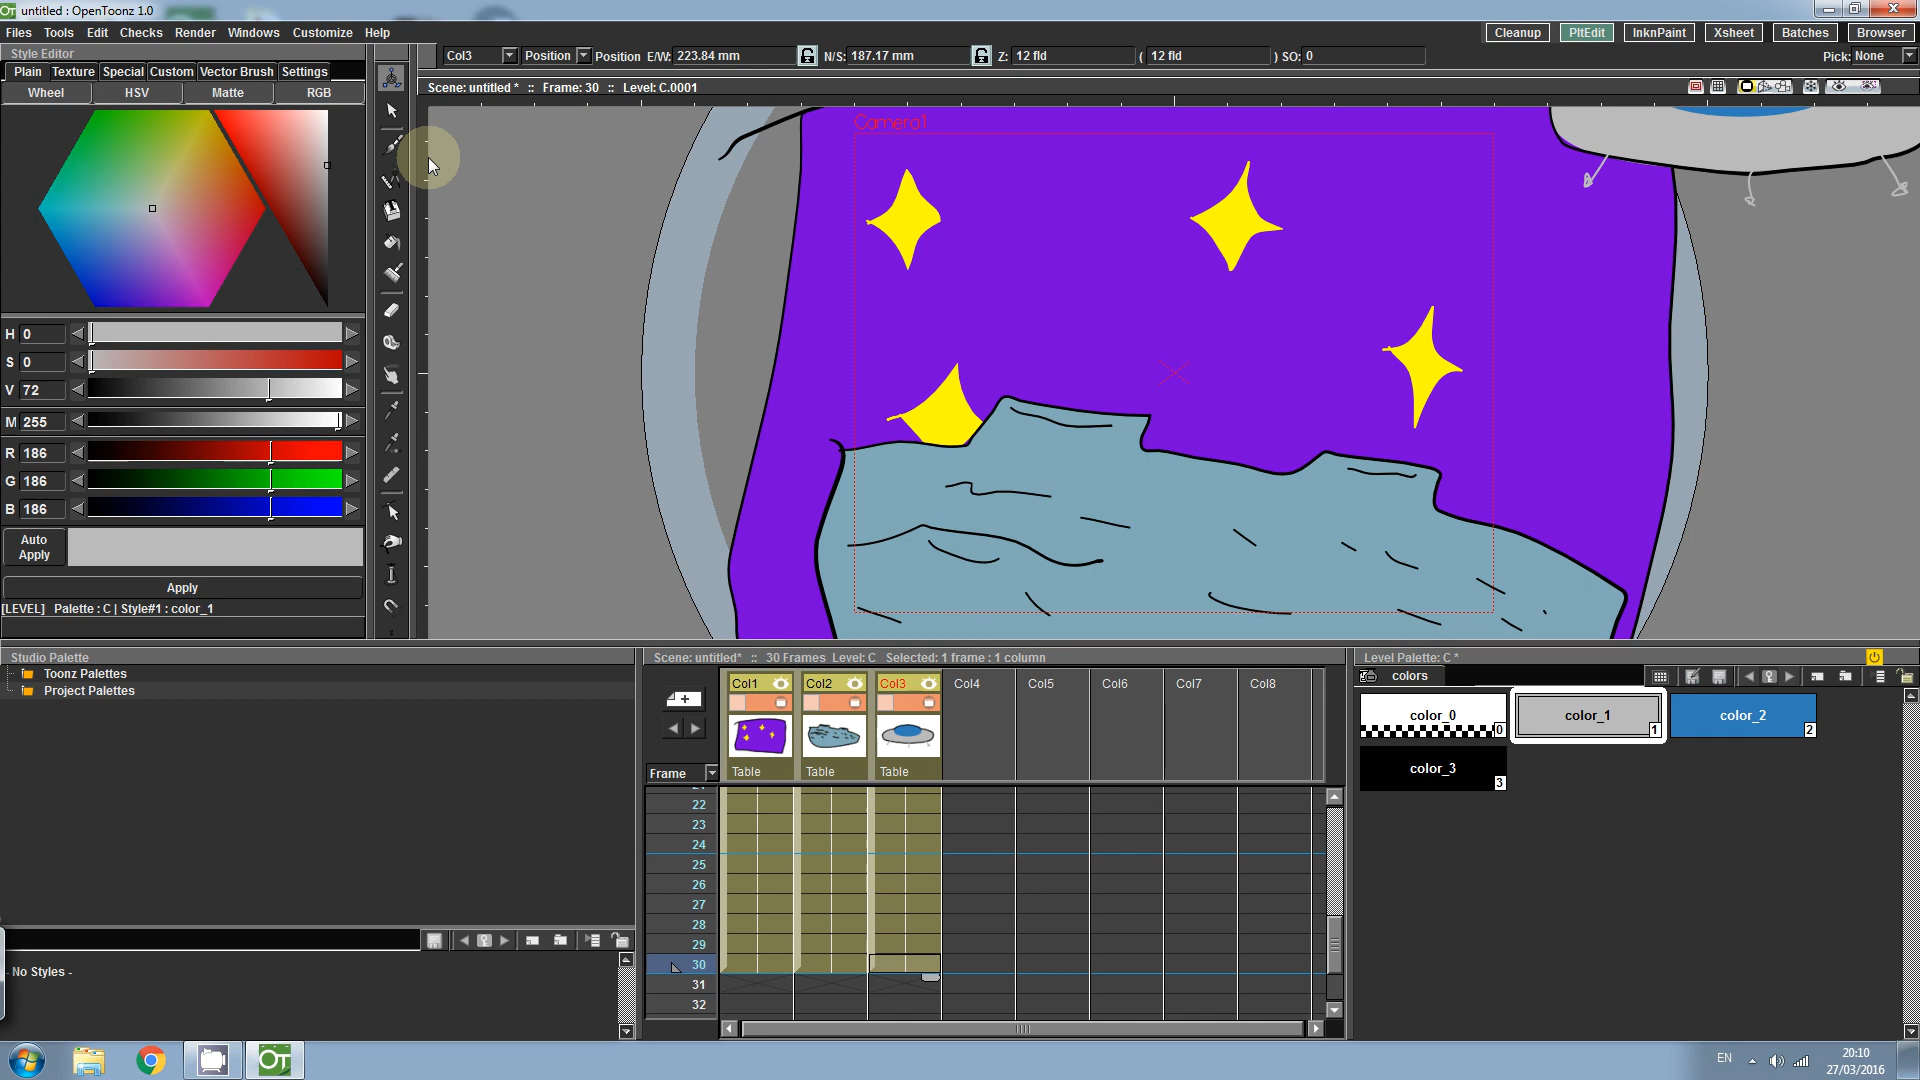 untitled : OpenToonz 1.0
Files Tools Edit Checks Render Windows Customize Help
Cleanup PltEdit InknPaint Xsheet Batches Browser
Style Editor
Col3 Position Position E/W: 223.84 mm N/S: 187.17 mm Z: 12 fld ( 12 fld ) SO: 0
Pick: None
Plain Texture Special Custom Vector Brush Settings
Wheel HSV Matte RGB
Scene: untitled * :: Frame: 30 :: Level: C.0001
Camera1
H 0
S 0
V 72
M 255
R 186
G 186
B 186
Auto
Apply
Apply
[LEVEL] Palette : C | Style#1 : color_1
Studio Palette
Toonz Palettes
Project Palettes
- No Styles -
Scene: untitled* :: 30 Frames Level: C Selected: 1 frame : 1 column
Col1 Col2 Col3 Col4 Col5 Col6 Col7 Col8
Frame
Table Table Table
22
23
24
25
26
27
28
29
30
31
32
Level Palette: C *
colors
color_0 0
color_1 1
color_2 2
color_3 3
OT
EN
20:10
27/03/2016